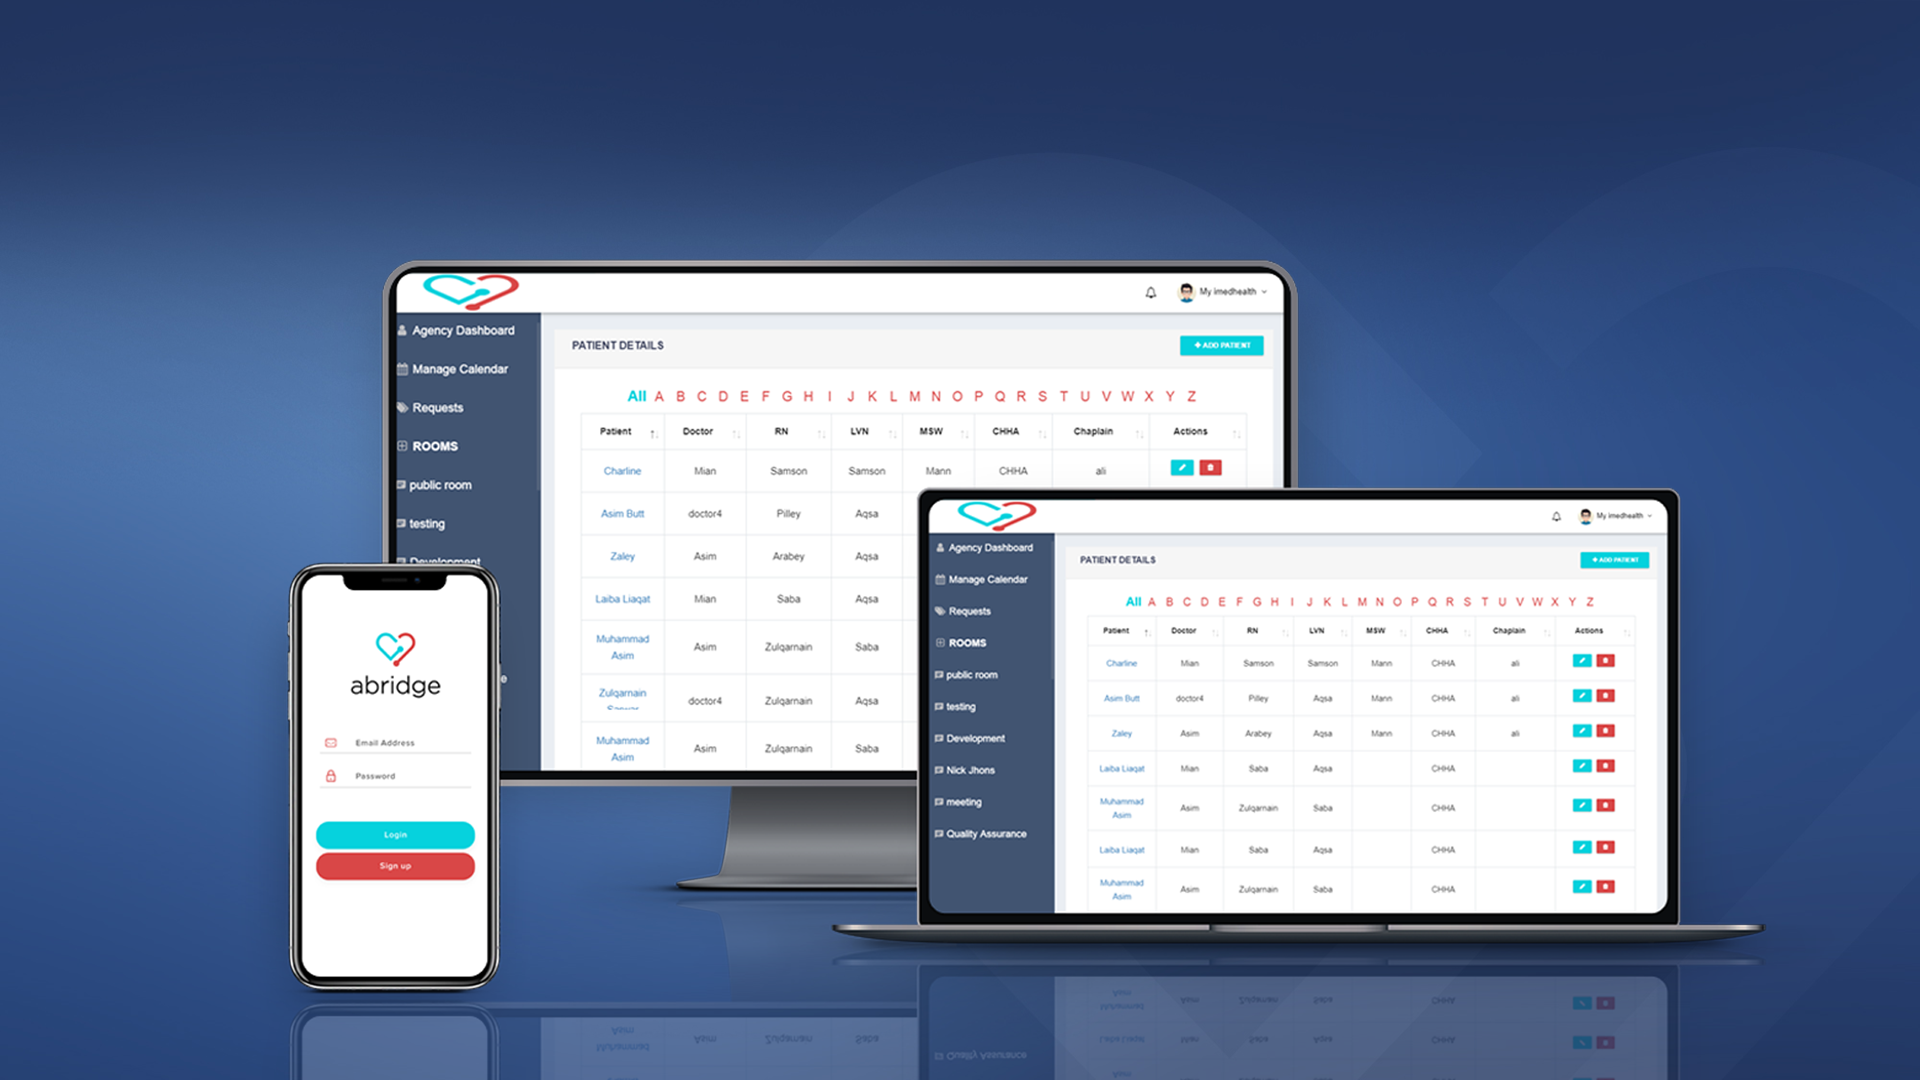 My imedhealth
Agency Dashboard
Manage Calendar
Requests
ROOMS
public room
testing
Development
PATIENT DETAILS
ADD PATIENT
All A B C D E F G H I J K L M N O P Q R S T U V W X Y Z
Patient Doctor RN LVN MSW CHHA Chaplain Actions
Charline Mian Samson Samson Mann CHHA ali
Asim Butt doctor4 Pilley Aqsa
Zaley Asim Arabey Aqsa
Laiba Liaqat Mian Saba Aqsa
Muhammad
Asim Asim Zulqarnain Saba
Zulqarnain doctor4 Zulqarnain Aqsa
Muhammad
Asim Asim Zulqarnain Saba
abridge
Email Address
Password
Login
Sign up
My imedhealth
Agency Dashboard
Manage Calendar
Requests
ROOMS
public room
testing
Development
Nick Jhons
meeting
Quality Assurance
PATIENT DETAILS
ADD PATIENT
All A B C D E F G H I J K L M N O P Q R S T U V W X Y Z
Patient Doctor RN LVN MSW CHHA Chaplain Actions
Charline Mian Samson Samson Mann CHHA ali
Asim Butt doctor4 Pilley Aqsa Mann CHHA ali
Zaley Asim Arabey Aqsa Mann CHHA ali
Laiba Liaqat Mian Saba Aqsa CHHA
Muhammad
Asim Asim Zulqarnain Saba CHHA
Laiba Liaqat Mian Saba Aqsa CHHA
Muhammad
Asim Asim Zulqarnain Saba CHHA